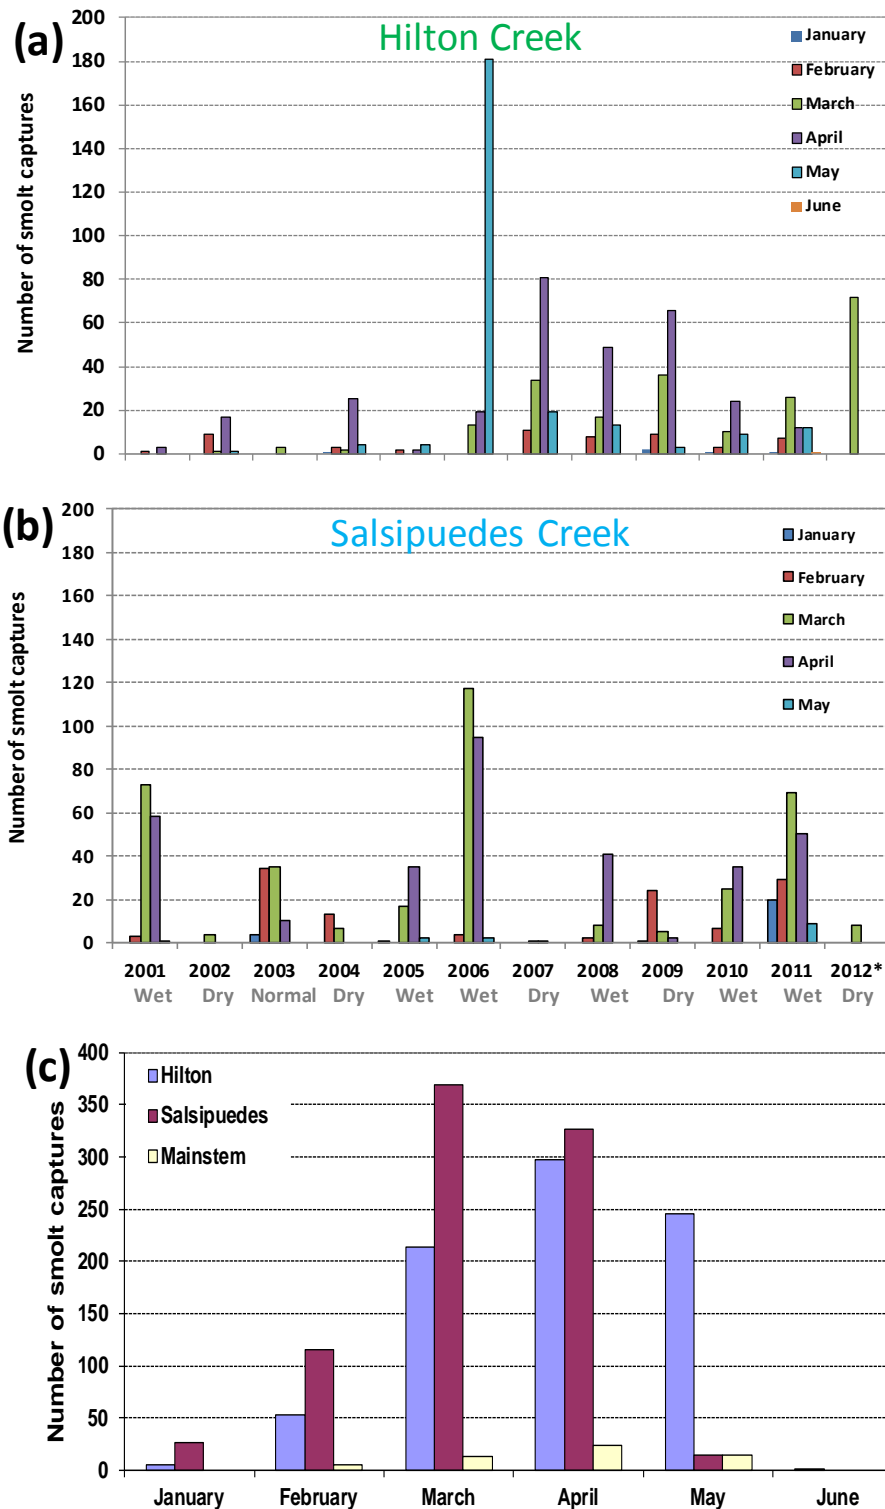 (a)
Hilton Creek
Number of smolt captures
200
180
160
140
120
100
80
60
40
20
0
January
February
March
April
May
June
(b)
Salsipuedes Creek
Number of smolt captures
200
180
160
140
120
100
80
60
40
20
0
January
February
March
April
May
2001 2002 2003 2004 2005 2006 2007 2008 2009 2010 2011 2012*
Wet Dry Normal Dry Wet Wet Dry Wet Dry Wet Wet Dry
(c)
Number of smolt captures
400
350
300
250
200
150
100
50
0
Hilton
Salsipuedes
Mainstem
January February March April May June